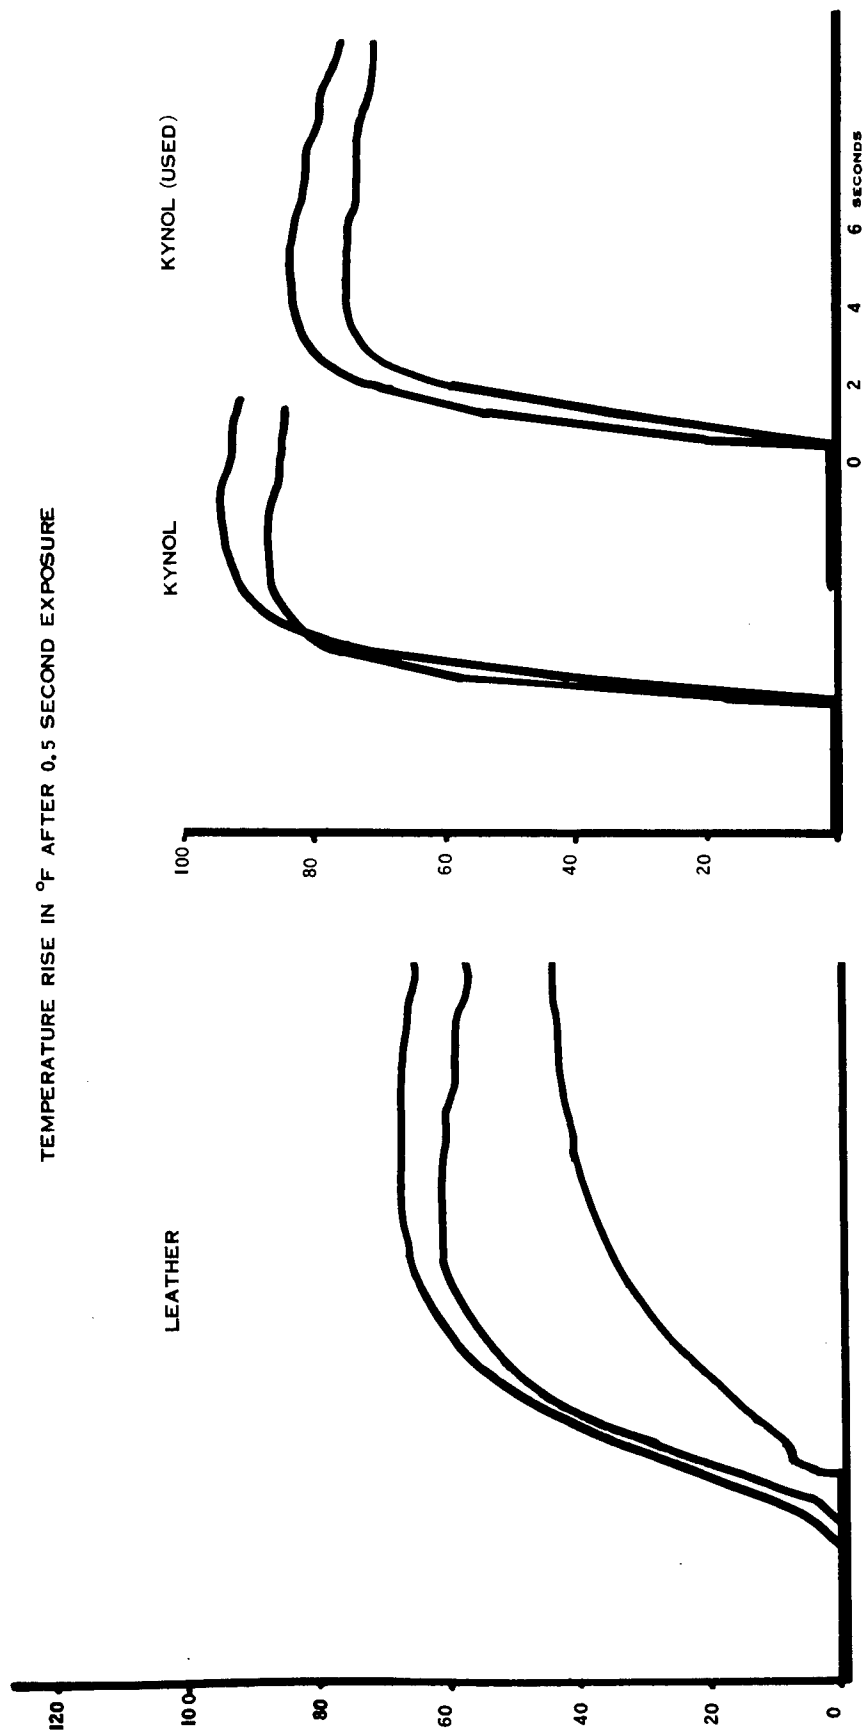 TEMPERATURE RISE IN °F AFTER 0.5 SECOND EXPOSURE
LEATHER
KYNOL
KYNOL (USED)
120
100
80
60
40
20
0
100
80
60
40
20
0 2 4 6 SECONDS